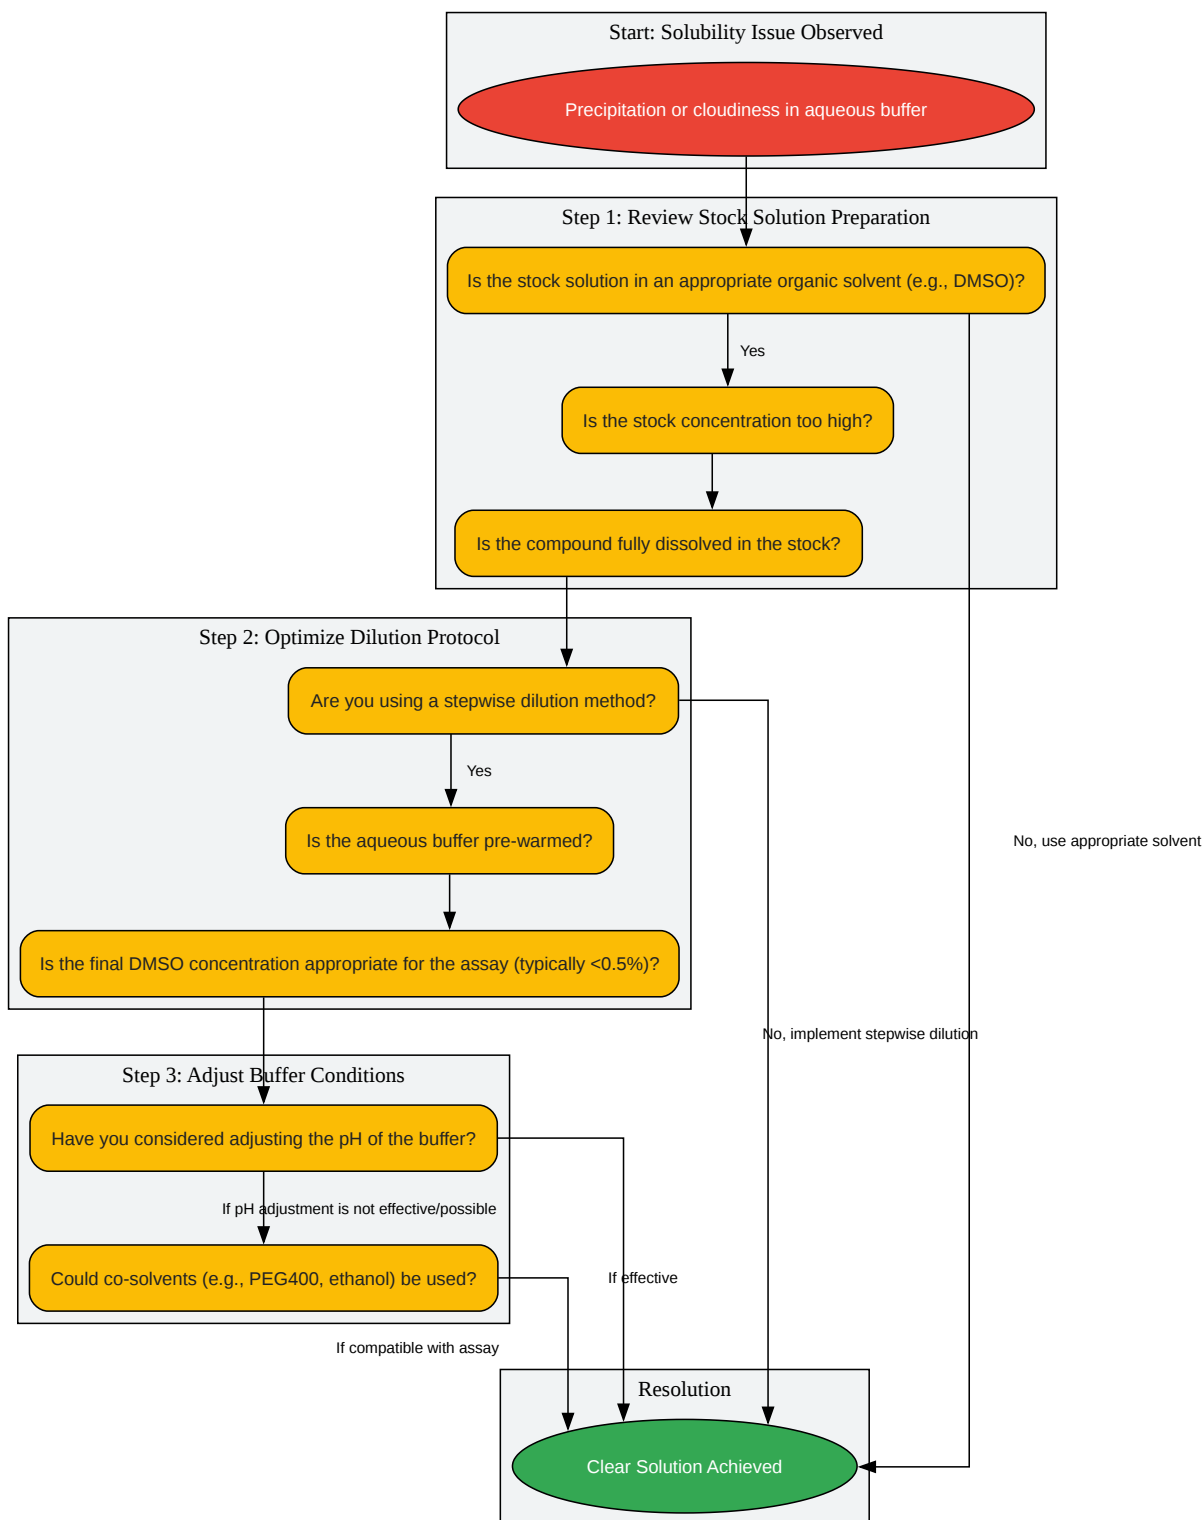 Start: Solubility Issue Observed
Precipitation or cloudiness in aqueous buffer
Step 1: Review Stock Solution Preparation
Is the stock solution in an appropriate organic solvent (e.g., DMSO)?
Yes
Is the stock concentration too high?
Is the compound fully dissolved in the stock?
Step 2: Optimize Dilution Protocol
Are you using a stepwise dilution method?
Yes
Is the aqueous buffer pre-warmed?
No, use appropriate solvent
Is the final DMSO concentration appropriate for the assay (typically <0.5%)?
No, implement stepwise dilution
Step 3: Adjust Buffer Conditions
Have you considered adjusting the pH of the buffer?
If pH adjustment is not effective/possible
Could co-solvents (e.g., PEG400, ethanol) be used?
If effective
If compatible with assay
Resolution
Clear Solution Achieved